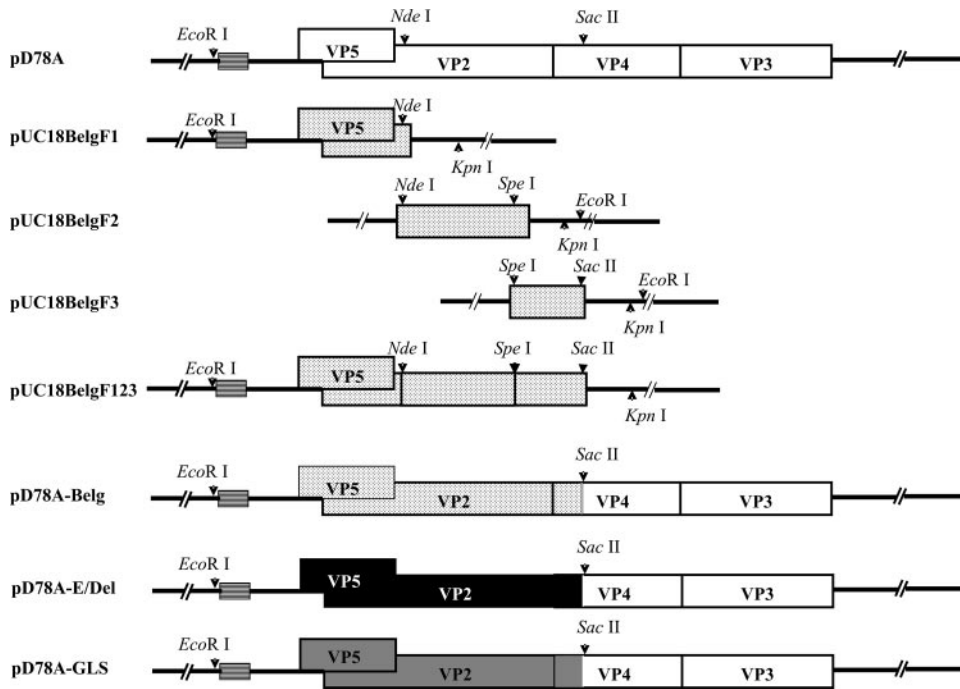 Nde I Sac II
EcoR I
pD78A VP5 VP2 VP4 VP3
Nde I
EcoR I
pUC18BelgF1 VP5
Kpn I
Nde I Spe I
EcoR I
pUC18BelgF2
Kpn I
Spe I Sac II
EcoR I
pUC18BelgF3
Kpn I
Nde I Spe I Sac II
EcoR I
pUC18BelgF123 VP5
Kpn I
Sac II
EcoR I
pD78A-Belg VP5 VP2 VP4 VP3
Sac II
EcoR I
pD78A-E/Del VP5 VP2 VP4 VP3
Sac II
EcoR I
pD78A-GLS VP5 VP2 VP4 VP3